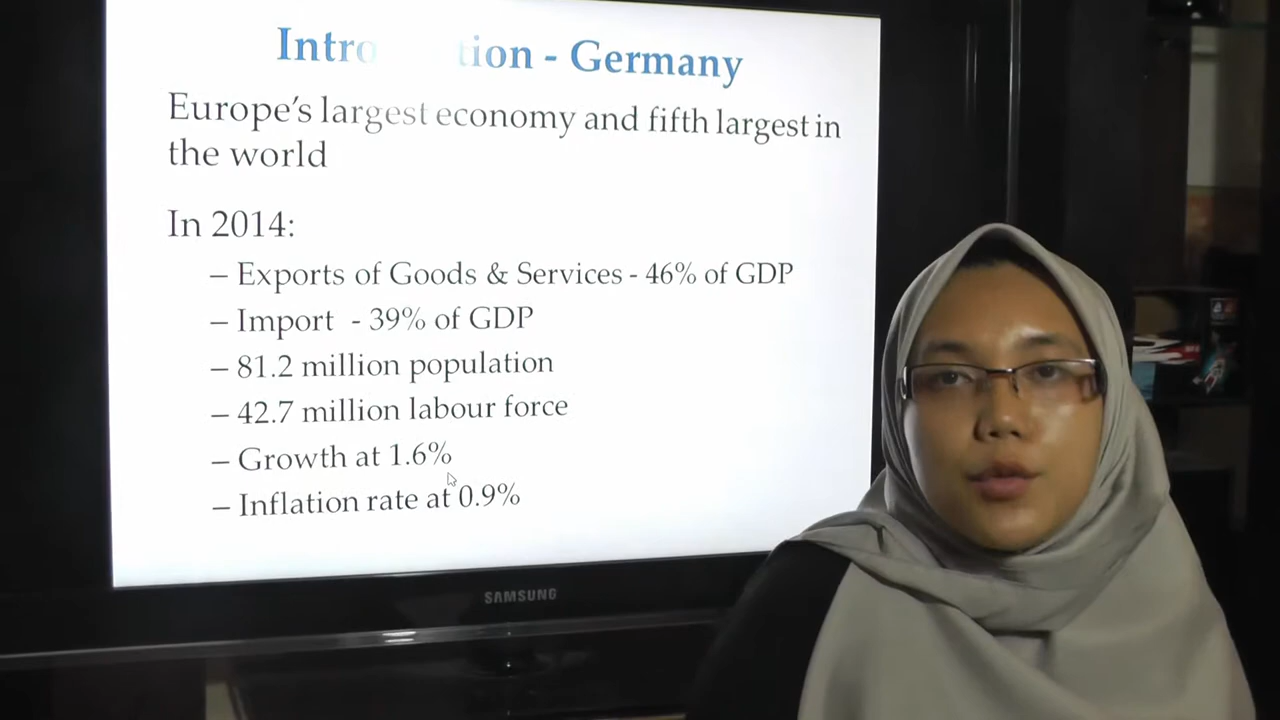 Introduction - Germany
Europe's largest economy and fifth largest in
the world
In 2014:
– Exports of Goods & Services - 46% of GDP
– Import - 39% of GDP
– 81.2 million population
– 42.7 million labour force
– Growth at 1.6%
– Inflation rate at 0.9%
SAMSUNG